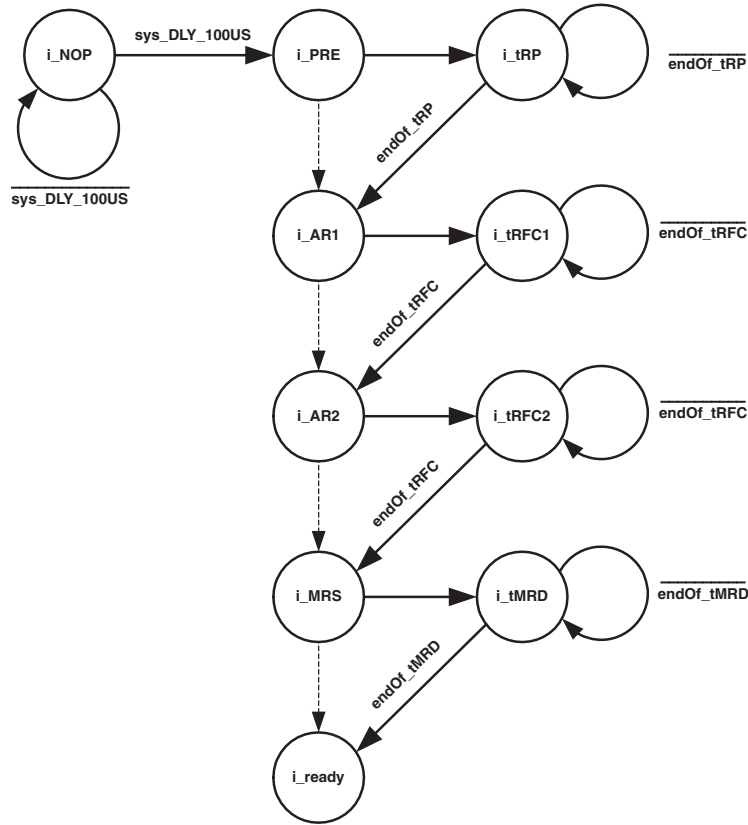 sys_DLY_100US
i_NOP
i_PRE
i_tRP
endOf_tRP
endOf_tRP
sys_DLY_100US
i_AR1
i_tRFC1
endOf_tRFC
endOf_tRFC
i_AR2
i_tRFC2
endOf_tRFC
endOf_tRFC
i_MRS
i_tMRD
endOf_tMRD
endOf_tMRD
i_ready